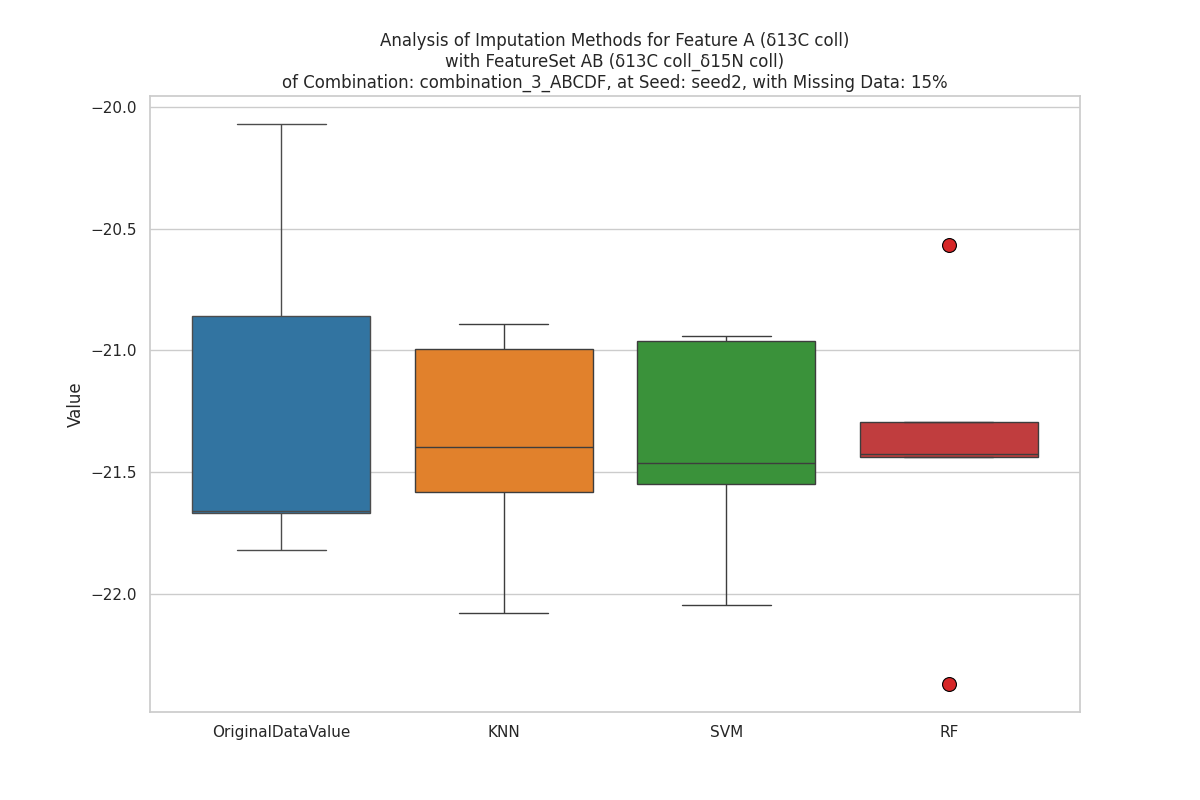 Analysis of Imputation Methods for Feature A (δ13C coll)
with FeatureSet AB (δ13C coll_δ15N coll)
of Combination: combination_3_ABCDF, at Seed: seed2, with Missing Data: 15%
−20.0
−20.5
−21.0
−21.5
−22.0
Value
OriginalDataValue
KNN
SVM
RF